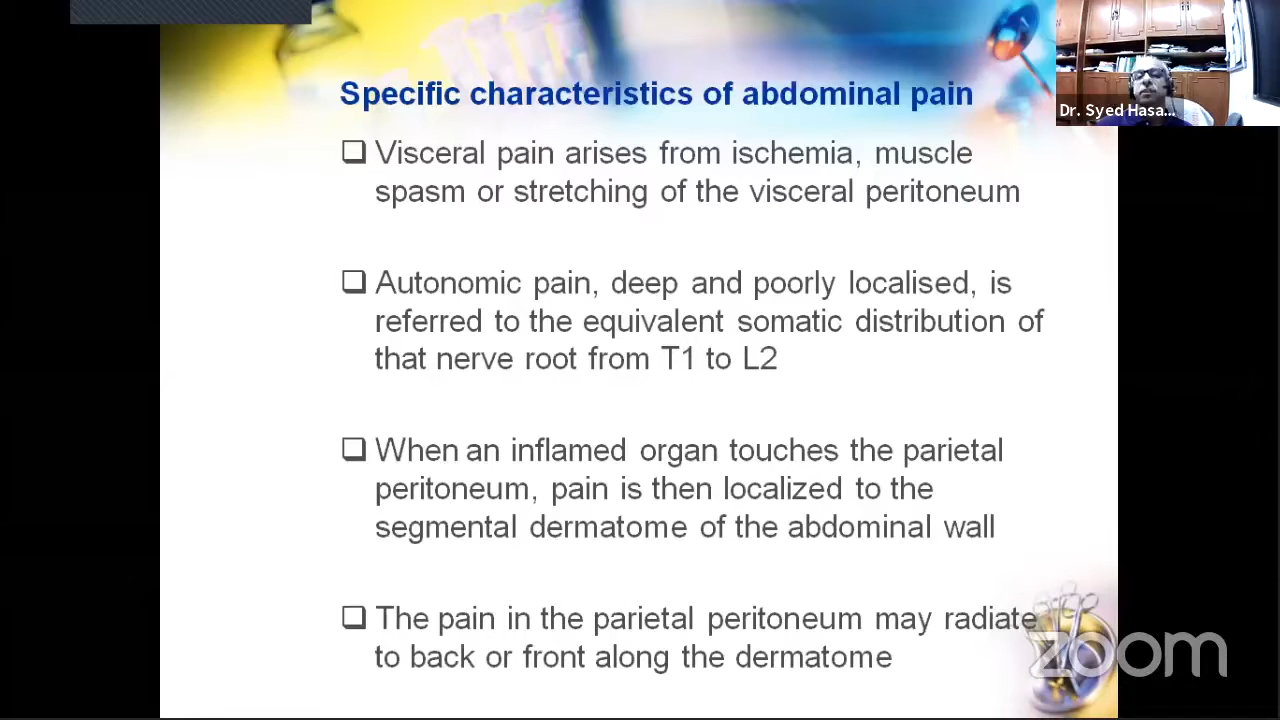 Specific characteristics of abdominal pain
Visceral pain arises from ischemia, muscle
spasm or stretching of the visceral peritoneum
Autonomic pain, deep and poorly localised, is
referred to the equivalent somatic distribution of
that nerve root from T1 to L2
When an inflamed organ touches the parietal
peritoneum, pain is then localized to the
segmental dermatome of the abdominal wall
The pain in the parietal peritoneum may radiate
to back or front along the dermatome
Dr. Syed Hasa...
zoom